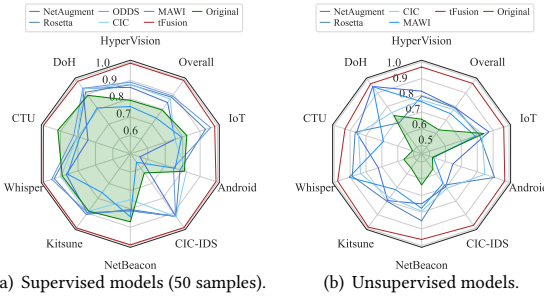 NetAugment ODDS MAWI Original
Rosetta CIC tFusion
HyperVision
DoH Overall
CTU IoT
Whisper Android
Kitsune CIC-IDS
NetBeacon
1.0
0.9
0.8
0.7
0.6
a) Supervised models (50 samples).
NetAugment CIC tFusion Original
Rosetta MAWI
HyperVision
DoH Overall
CTU IoT
Whisper Android
Kitsune CIC-IDS
NetBeacon
1.0
0.9
0.8
0.7
0.6
0.5
(b) Unsupervised models.